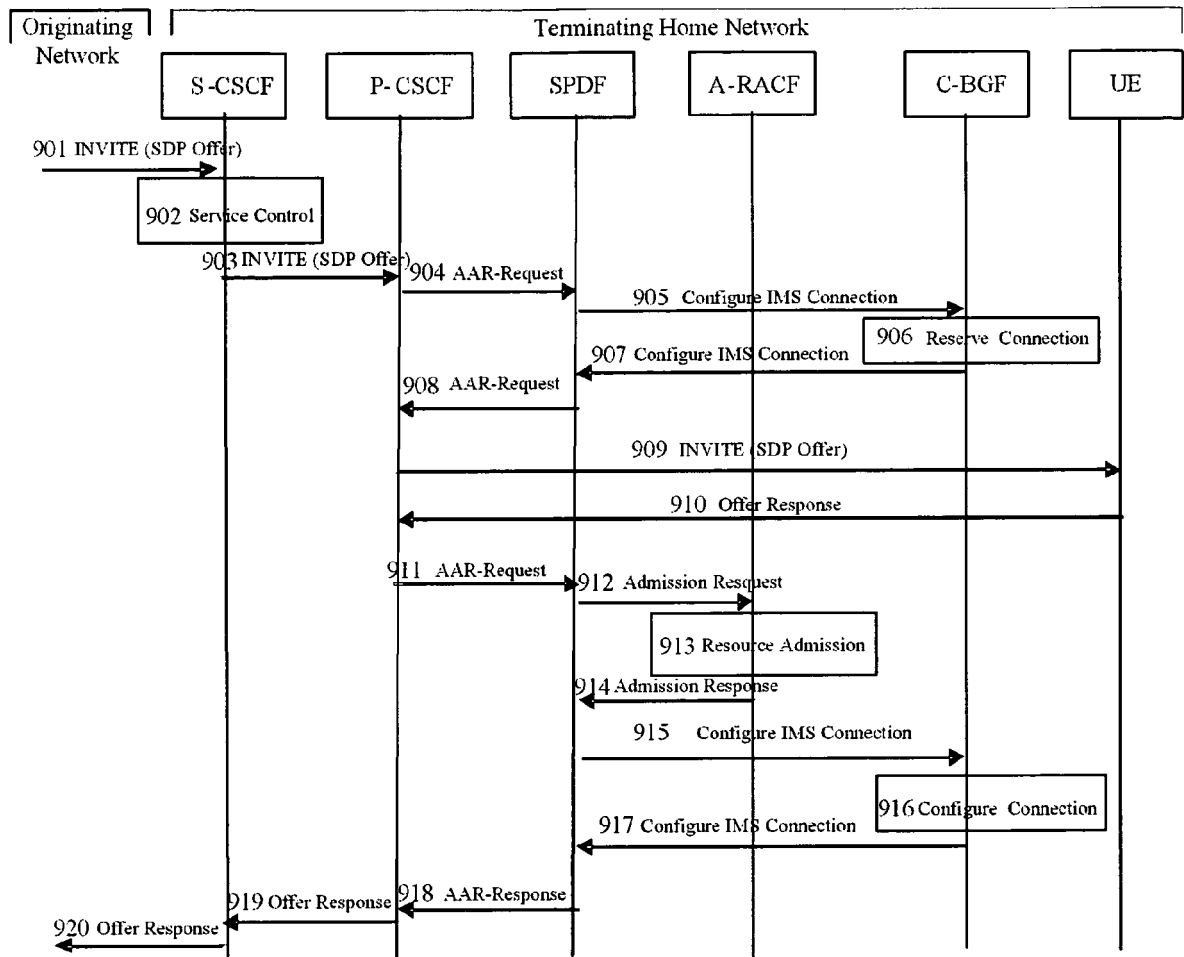 Originating
Network
Terminating Home Network
S-CSCF
P-CSCF
SPDF
A-RACF
C-BGF
UE
901 INVITE (SDP Offer)
902 Service Control
903 INVITE (SDP Offer)
904 AAR-Request
905 Configure IMS Connection
906 Reserve Connection
907 Configure IMS Connection
908 AAR-Request
909 INVITE (SDP Offer)
910 Offer Response
911 AAR-Request
912 Admission Resquest
913 Resource Admission
914 Admission Response
915 Configure IMS Connection
916 Configure Connection
917 Configure IMS Connection
918 AAR-Response
919 Offer Response
920 Offer Response